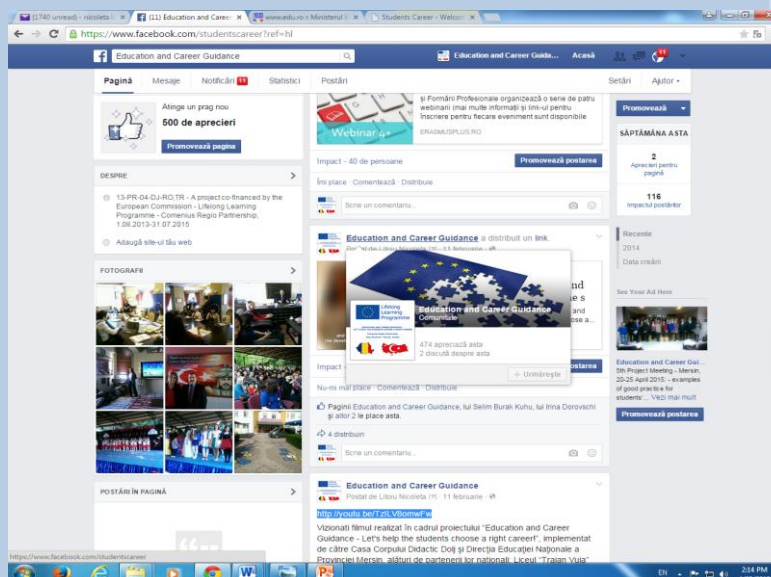 (1740 unread) - nicoleta.l
(11) Education and Caree
www.edu.ro :: Ministerul E
Students Career - Welcom
https://www.facebook.com/studentscareer?ref=hl
Education and Career Guidance
Education and Career Guida...
Acasă
11
Pagină
Mesaje
Notificări 11
Statistici
Postări
Setări
Ajutor
Atinge un prag nou
500 de aprecieri
Promovează pagina
DESPRE
13-PR-04-DJ-RO,TR - A project co-financed by the
European Commission - Lifelong Learning
Programme - Comenius Regio Partnership,
1.08.2013-31.07.2015
Adaugă site-ul tău web
FOTOGRAFII
POSTĂRI ÎN PAGINĂ
Webinar 4+
și Formării Profesionale organizează o serie de patru
webinarii (mai multe informații și link-ul pentru
înscriere pentru fiecare eveniment sunt disponibile
ERASMUSPLUS.RO
Impact - 40 de persoane
Promovează postarea
Îmi place · Comentează · Distribuie
Scrie un comentariu...
Education and Career Guidance a distribuit un link.
Postat de Litoru Nicoleta · 11 februarie
Lifelong
Learning
Programme
Education and Career Guidance
Comunitate
474 apreciază asta
2 discută despre asta
Urmărește
Impact
Nu-mi mai place · Comentează · Distribuie
Paginii Education and Career Guidance, lui Selim Burak Kuhu, lui Irina Dorovschi
și altor 2 le place asta.
4 distribuiri
Scrie un comentariu...
Education and Career Guidance
Postat de Litoru Nicoleta · 11 februarie
http://youtu.be/TzILV8omwFw
Vizionati filmul realizat în cadrul proiectului "Education and Career
Guidance - Let's help the students choose a right career!", implementat
de către Casa Corpului Didactic Dolj și Direcția Educației Naționale a
Provinciei Mersin, alături de partenerii lor naționali: Liceul "Traian Vuia"
Promovează
SĂPTĂMÂNA ASTA
2
Aprecieri pentru
pagină
116
Impactul postărilor
Recente
2014
Data creării
See Your Ad Here
Education and Career Gui...
5th Project Meeting - Mersin,
20-25 April 2015: - examples
of good practice for
students'... Vezi mai mult
Promovează postarea
https://www.facebook.com/studentscareer
EN
2:14 PM